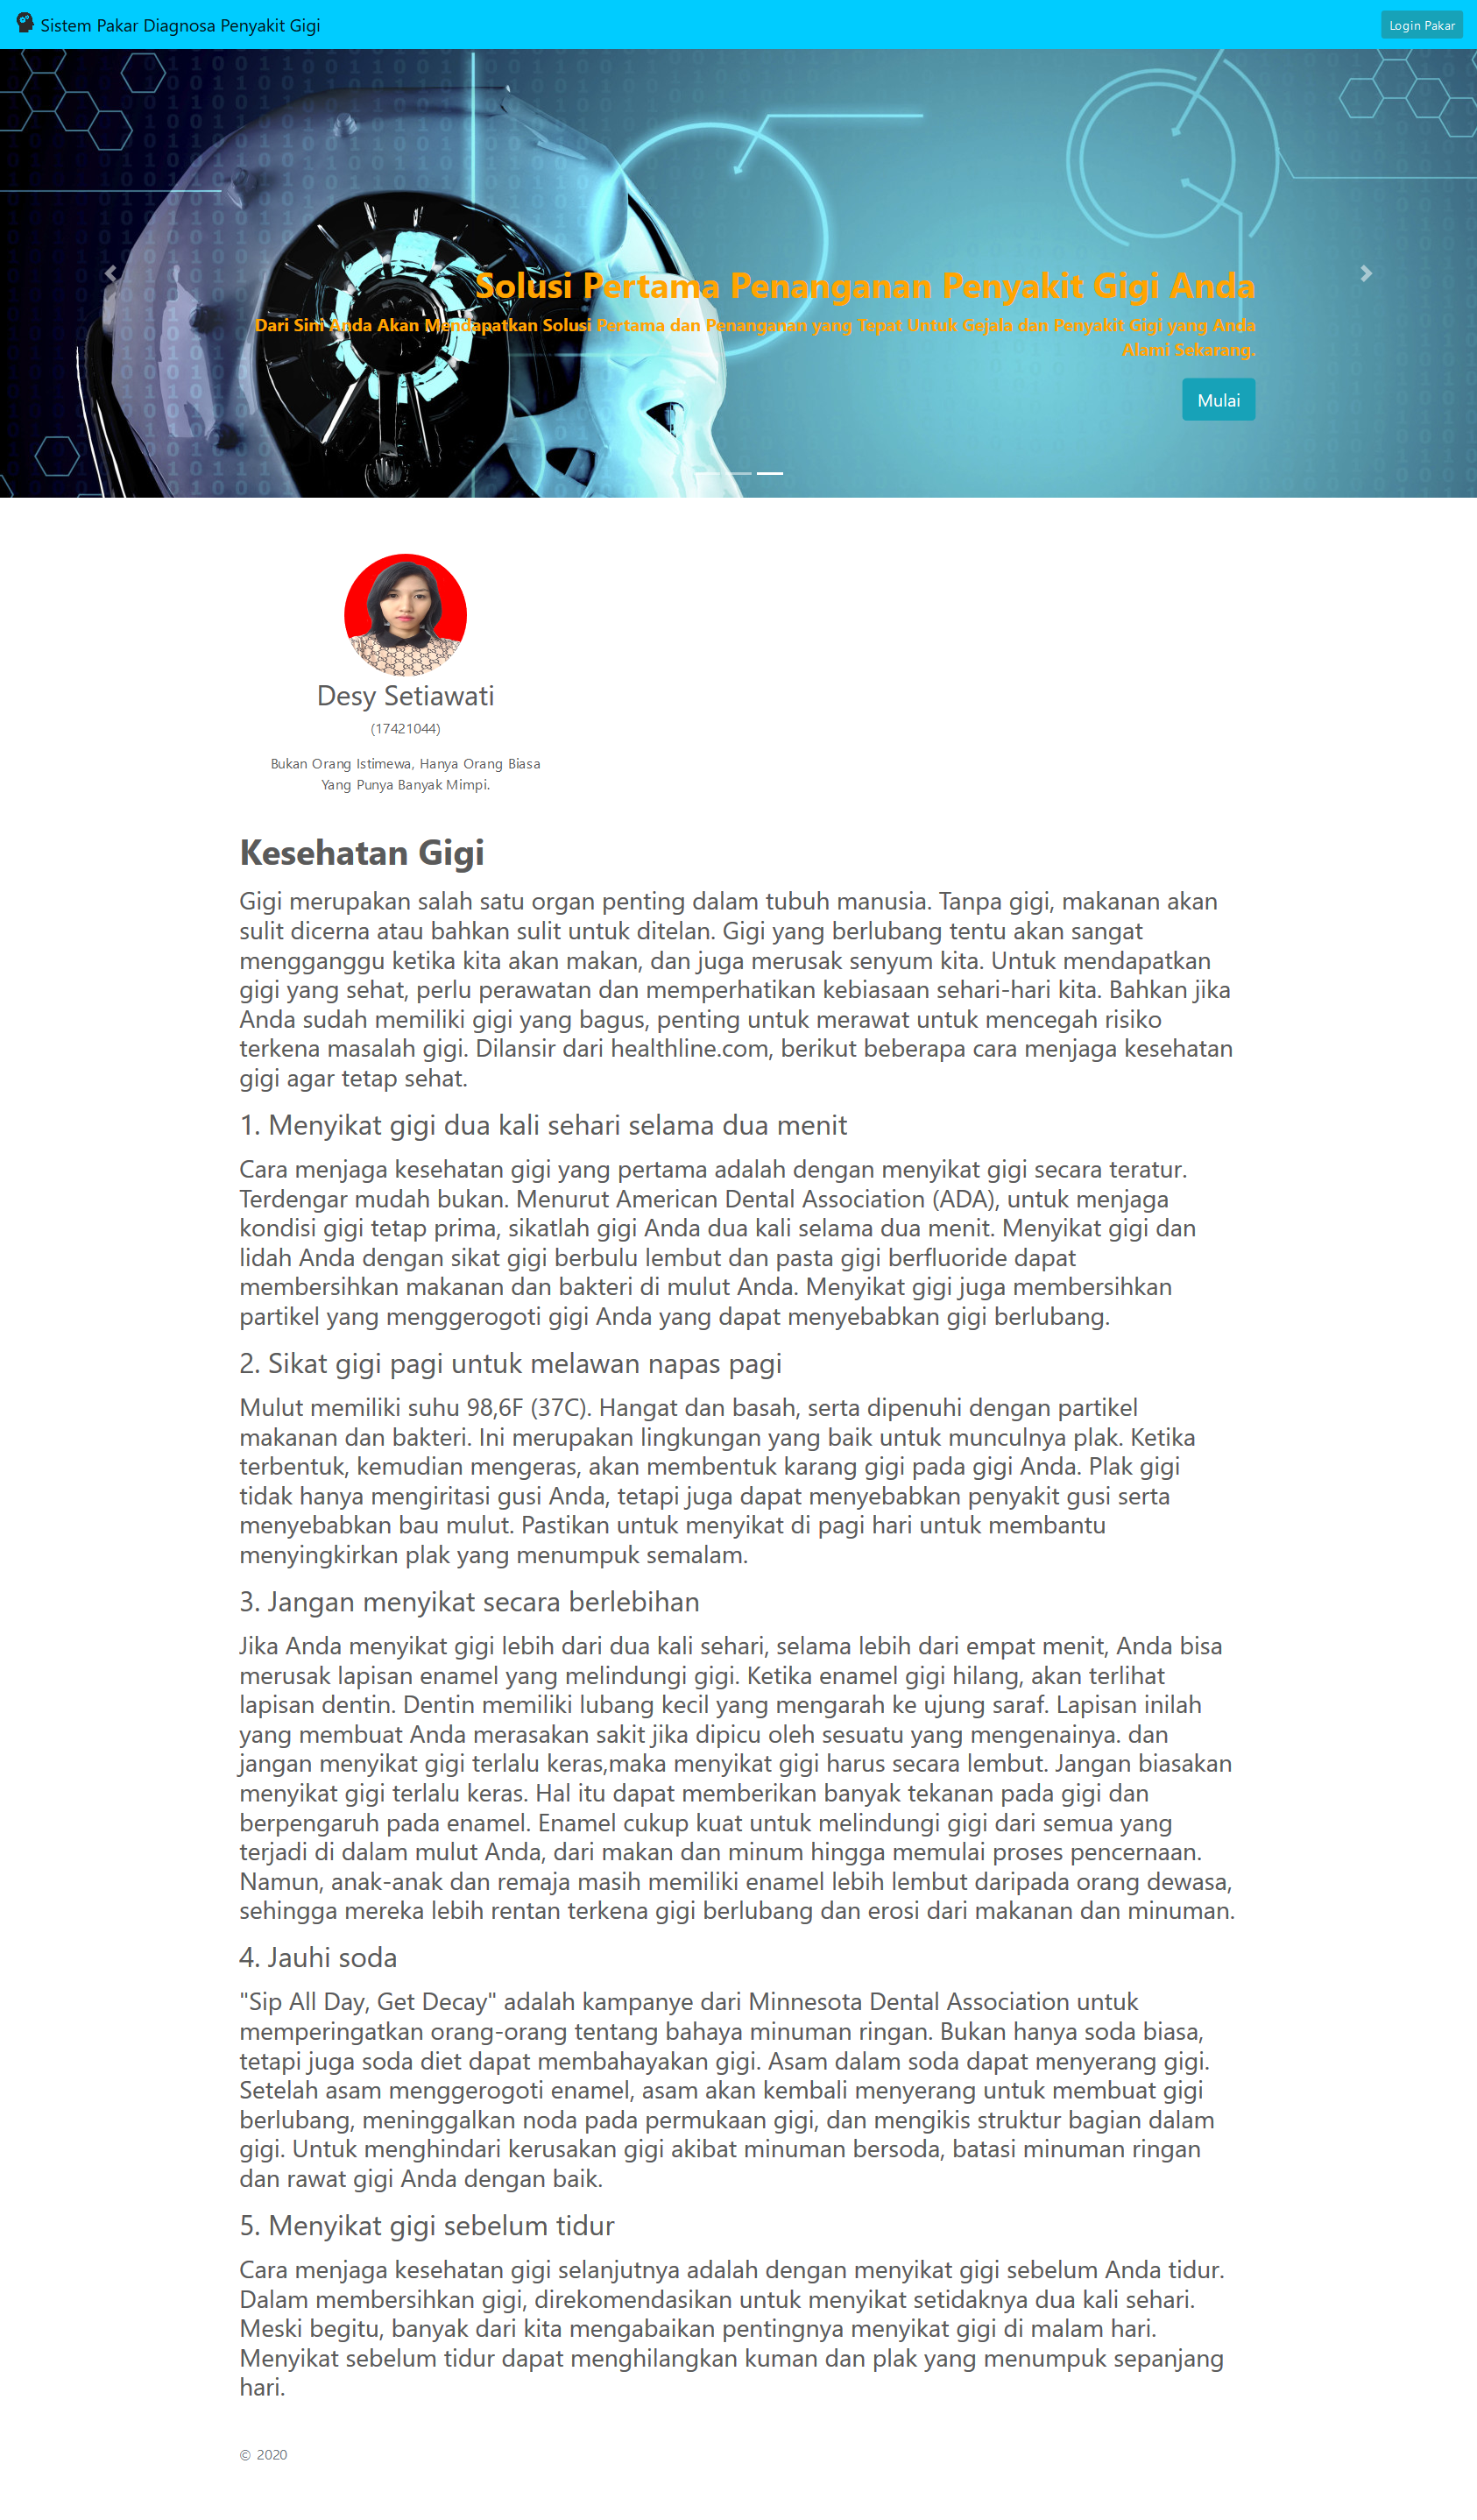 Sistem Pakar Diagnosa Penyakit Gigi
Login Pakar
Solusi Pertama Penanganan Penyakit Gigi Anda
Dari Sini Anda Akan Mendapatkan Solusi Pertama dan Penanganan yang Tepat Untuk Gejala dan Penyakit Gigi yang Anda
Alami Sekarang.
Mulai
Desy Setiawati
(17421044)
Bukan Orang Istimewa, Hanya Orang Biasa
Yang Punya Banyak Mimpi.
Kesehatan Gigi
Gigi merupakan salah satu organ penting dalam tubuh manusia. Tanpa gigi, makanan akan
sulit dicerna atau bahkan sulit untuk ditelan. Gigi yang berlubang tentu akan sangat
mengganggu ketika kita akan makan, dan juga merusak senyum kita. Untuk mendapatkan
gigi yang sehat, perlu perawatan dan memperhatikan kebiasaan sehari-hari kita. Bahkan jika
Anda sudah memiliki gigi yang bagus, penting untuk merawat untuk mencegah risiko
terkena masalah gigi. Dilansir dari healthline.com, berikut beberapa cara menjaga kesehatan
gigi agar tetap sehat.
1. Menyikat gigi dua kali sehari selama dua menit
Cara menjaga kesehatan gigi yang pertama adalah dengan menyikat gigi secara teratur.
Terdengar mudah bukan. Menurut American Dental Association (ADA), untuk menjaga
kondisi gigi tetap prima, sikatlah gigi Anda dua kali selama dua menit. Menyikat gigi dan
lidah Anda dengan sikat gigi berbulu lembut dan pasta gigi berfluoride dapat
membersihkan makanan dan bakteri di mulut Anda. Menyikat gigi juga membersihkan
partikel yang menggerogoti gigi Anda yang dapat menyebabkan gigi berlubang.
2. Sikat gigi pagi untuk melawan napas pagi
Mulut memiliki suhu 98,6F (37C). Hangat dan basah, serta dipenuhi dengan partikel
makanan dan bakteri. Ini merupakan lingkungan yang baik untuk munculnya plak. Ketika
terbentuk, kemudian mengeras, akan membentuk karang gigi pada gigi Anda. Plak gigi
tidak hanya mengiritasi gusi Anda, tetapi juga dapat menyebabkan penyakit gusi serta
menyebabkan bau mulut. Pastikan untuk menyikat di pagi hari untuk membantu
menyingkirkan plak yang menumpuk semalam.
3. Jangan menyikat secara berlebihan
Jika Anda menyikat gigi lebih dari dua kali sehari, selama lebih dari empat menit, Anda bisa
merusak lapisan enamel yang melindungi gigi. Ketika enamel gigi hilang, akan terlihat
lapisan dentin. Dentin memiliki lubang kecil yang mengarah ke ujung saraf. Lapisan inilah
yang membuat Anda merasakan sakit jika dipicu oleh sesuatu yang mengenainya. dan
jangan menyikat gigi terlalu keras,maka menyikat gigi harus secara lembut. Jangan biasakan
menyikat gigi terlalu keras. Hal itu dapat memberikan banyak tekanan pada gigi dan
berpengaruh pada enamel. Enamel cukup kuat untuk melindungi gigi dari semua yang
terjadi di dalam mulut Anda, dari makan dan minum hingga memulai proses pencernaan.
Namun, anak-anak dan remaja masih memiliki enamel lebih lembut daripada orang dewasa,
sehingga mereka lebih rentan terkena gigi berlubang dan erosi dari makanan dan minuman.
4. Jauhi soda
"Sip All Day, Get Decay" adalah kampanye dari Minnesota Dental Association untuk
memperingatkan orang-orang tentang bahaya minuman ringan. Bukan hanya soda biasa,
tetapi juga soda diet dapat membahayakan gigi. Asam dalam soda dapat menyerang gigi.
Setelah asam menggerogoti enamel, asam akan kembali menyerang untuk membuat gigi
berlubang, meninggalkan noda pada permukaan gigi, dan mengikis struktur bagian dalam
gigi. Untuk menghindari kerusakan gigi akibat minuman bersoda, batasi minuman ringan
dan rawat gigi Anda dengan baik.
5. Menyikat gigi sebelum tidur
Cara menjaga kesehatan gigi selanjutnya adalah dengan menyikat gigi sebelum Anda tidur.
Dalam membersihkan gigi, direkomendasikan untuk menyikat setidaknya dua kali sehari.
Meski begitu, banyak dari kita mengabaikan pentingnya menyikat gigi di malam hari.
Menyikat sebelum tidur dapat menghilangkan kuman dan plak yang menumpuk sepanjang
hari.
© 2020